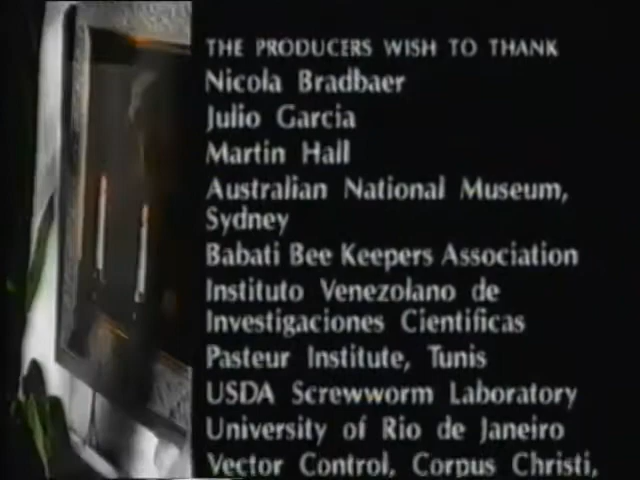 THE PRODUCERS WISH TO THANK
Nicola Bradbaer
Julio Garcia
Martin Hall
Australian National Museum,
Sydney
Babati Bee Keepers Association
Instituto Venezolano de
Investigaciones Cientificas
Pasteur Institute, Tunis
USDA Screwworm Laboratory
University of Rio de Janeiro
Vector Control, Corpus Christi,